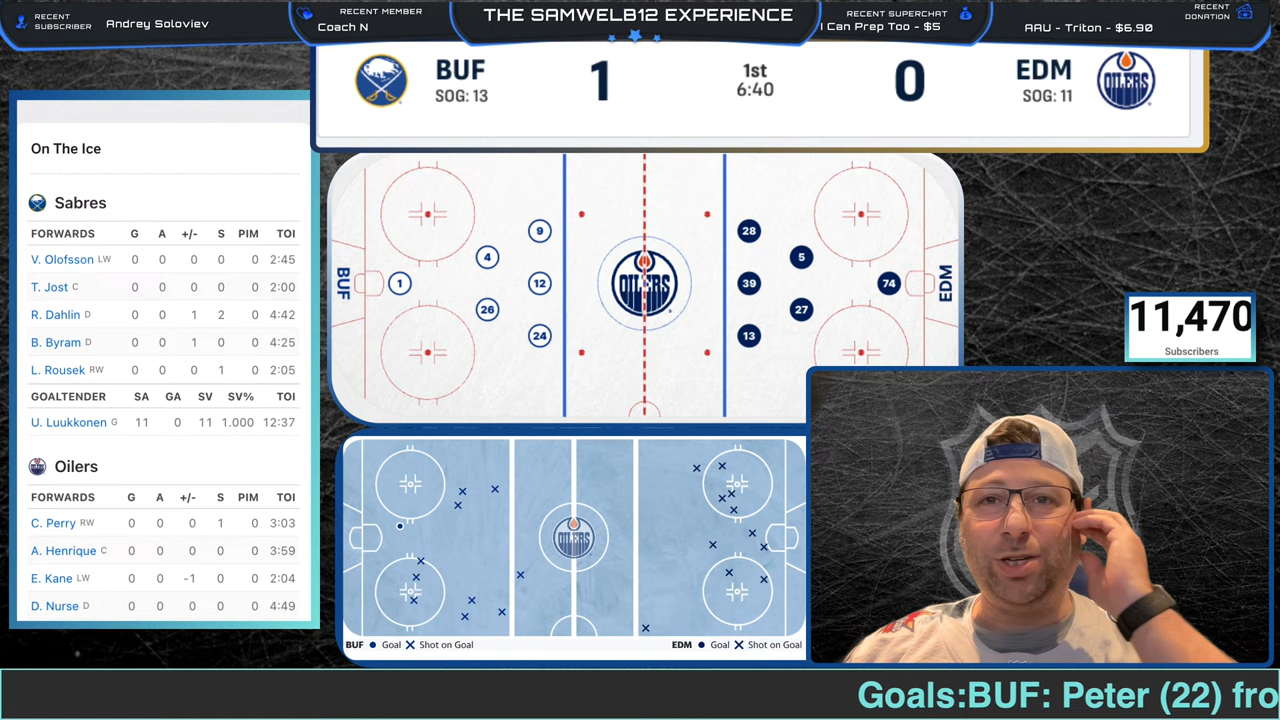 RECENT SUBSCRIBER Andrey Soloviev
RECENT MEMBER
Coach N
THE SAMWELB12 EXPERIENCE
RECENT SUPERCHAT
I Can Prep Too - $5
RECENT DONATION
AAU - Triton - $6.90
BUF 1 1st 0 EDM
SOG: 13 6:40 SOG: 11
OILERS
On The Ice
Sabres
FORWARDS G A +/- S PIM TOI
V. Olofsson LW 0 0 0 0 0 2:45
T. Jost C 0 0 0 0 0 2:00
R. Dahlin D 0 0 1 2 0 4:42
B. Byram D 0 0 1 0 0 4:25
L. Rousek RW 0 0 0 1 0 2:05
GOALTENDER SA GA SV SV% TOI
U. Luukkonen G 11 0 11 1.000 12:37
Oilers
FORWARDS G A +/- S PIM TOI
C. Perry RW 0 0 0 1 0 3:03
A. Henrique C 0 0 0 0 0 3:59
E. Kane LW 0 0 -1 0 0 2:04
D. Nurse D 0 0 0 0 0 4:49
9 28
4 5
BUF 1 12 OILERS 39 74 EDM
26 27
24 13
OILERS
BUF Goal Shot on Goal EDM Goal Shot on Goal
11,470
Subscribers
Goals:BUF: Peter (22) fro